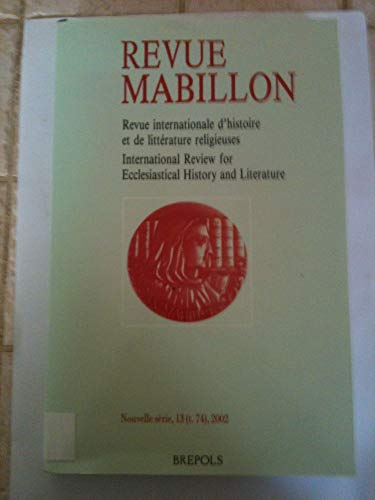 REVUE
MABILLON
Revue internationale d'histoire
et de littérature religieuses
International Review for
Ecclesiastical History and Literature
Nouvelle série, 13 (t. 74), 2002
BREPOLS